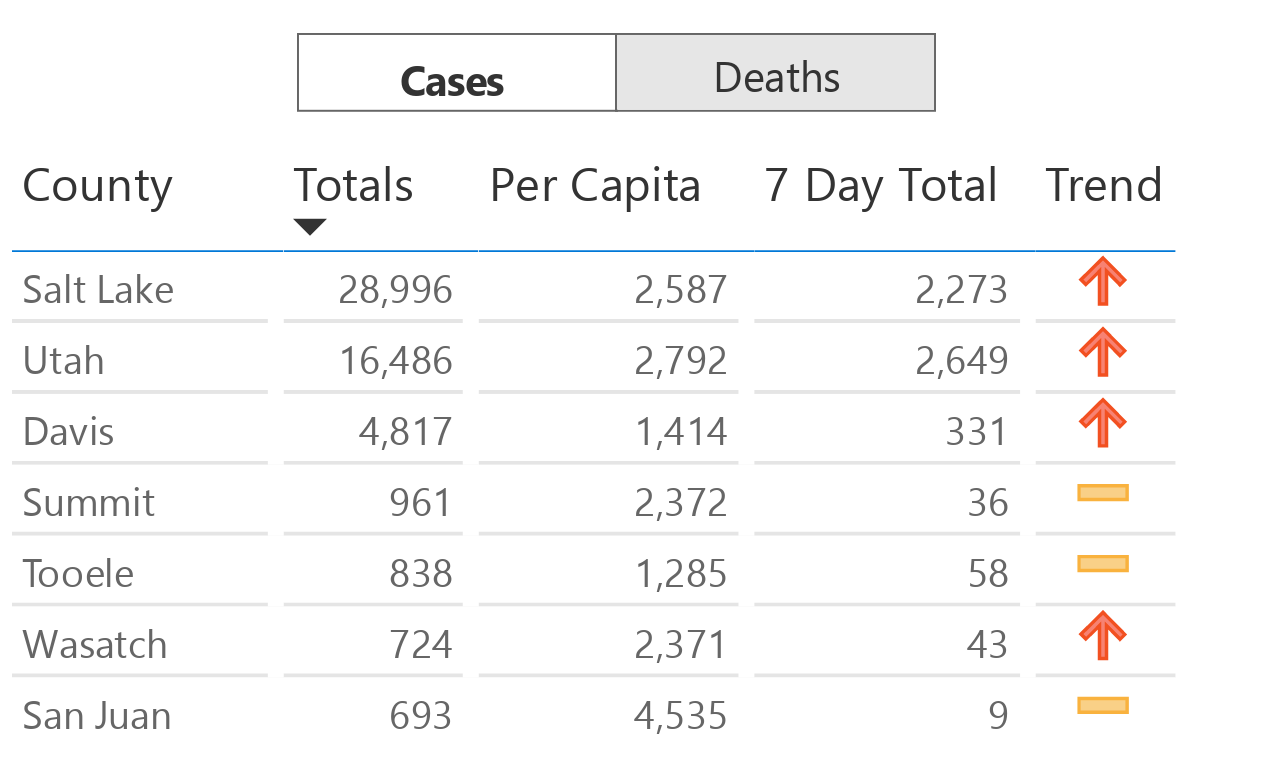 Cases Deaths
County Totals Per Capita 7 Day Total Trend
Salt Lake 28,996 2,587 2,273
Utah 16,486 2,792 2,649
Davis 4,817 1,414 331
Summit 961 2,372 36
Tooele 838 1,285 58
Wasatch 724 2,371 43
San Juan 693 4,535 9